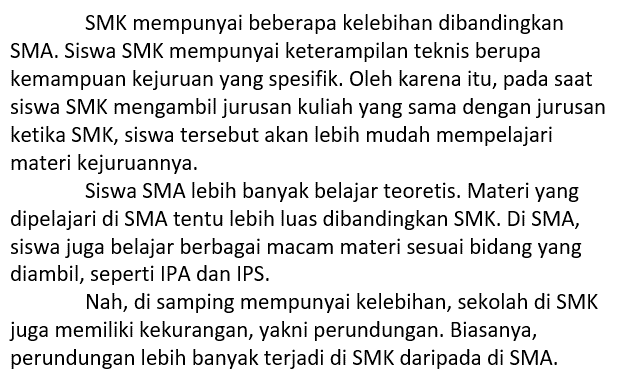 SMK mempunyai beberapa kelebihan dibandingkan
SMA. Siswa SMK mempunyai keterampilan teknis berupa
kemampuan kejuruan yang spesifik. Oleh karena itu, pada saat
siswa SMK mengambil jurusan kuliah yang sama dengan jurusan
ketika SMK, siswa tersebut akan lebih mudah mempelajari
materi kejuruannya.
Siswa SMA lebih banyak belajar teoretis. Materi yang
dipelajari di SMA tentu lebih luas dibandingkan SMK. Di SMA,
siswa juga belajar berbagai macam materi sesuai bidang yang
diambil, seperti IPA dan IPS.
Nah, di samping mempunyai kelebihan, sekolah di SMK
juga memiliki kekurangan, yakni perundungan. Biasanya,
perundungan lebih banyak terjadi di SMK daripada di SMA.